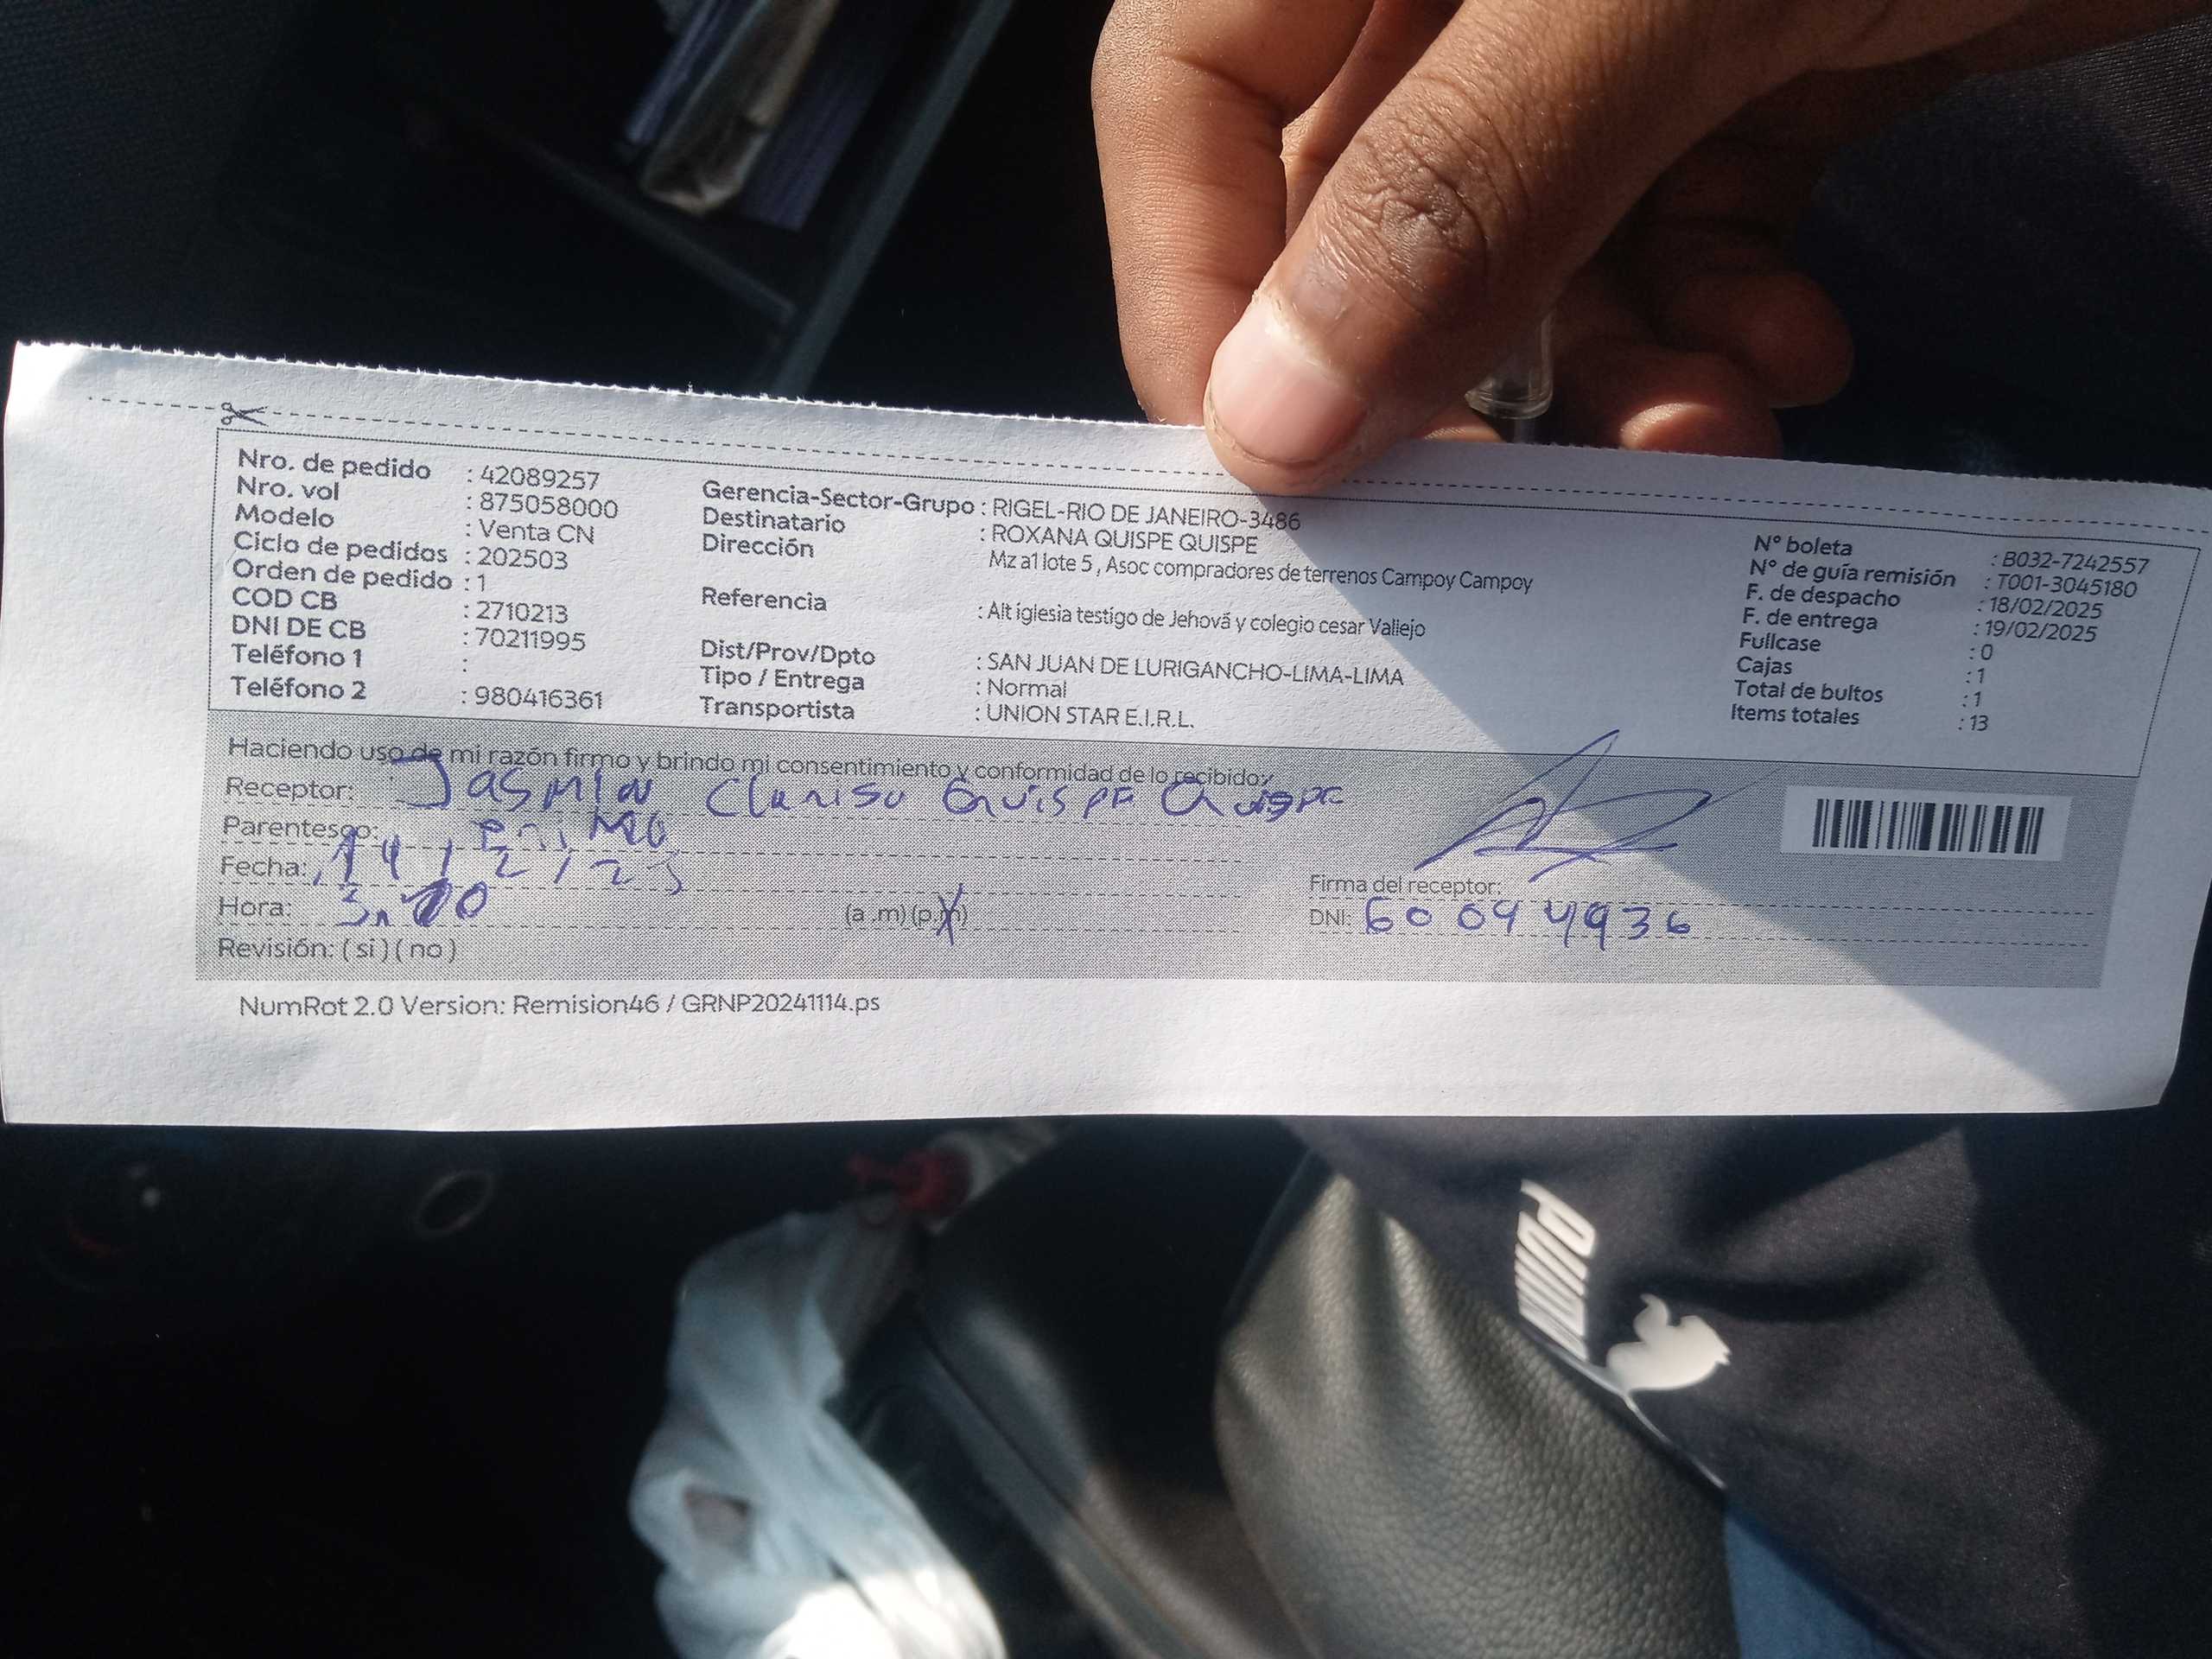 Nro. de pedido : 42089257
Nro. vol : 875058000
Modelo : Venta CN
Ciclo de pedidos : 202503
Orden de pedido : 1
COD CB : 2710213
DNI DE CB : 70211995
Teléfono 1 :
Teléfono 2 : 980416361
Gerencia-Sector-Grupo : RIGEL-RIO DE JANEIRO-3486
Destinatario : ROXANA QUISPE QUISPE
Dirección Mz a1 lote 5 , Asoc compradores de terrenos Campoy Campoy
Referencia : Alt iglesia testigo de Jehová y colegio cesar Vallejo
Dist/Prov/Dpto : SAN JUAN DE LURIGANCHO-LIMA-LIMA
Tipo / Entrega : Normal
Transportista : UNION STAR E.I.R.L.
N° boleta : B032-7242557
N° de guía remisión : T001-3045180
F. de despacho : 18/02/2025
F. de entrega : 19/02/2025
Fullcase : 0
Cajas : 1
Total de bultos : 1
Items totales : 13
Haciendo uso de mi razón firmo y brindo mi consentimiento y conformidad de lo recibido:
Receptor: Jasmin Quispe Quispe
Parentesco:
Fecha:
Hora: (a .m) (p.m)
Revisión: ( si ) ( no )
Firma del receptor:
DNI: 60094936
NumRot 2.0 Version: Remision46 / GRNP20241114.ps
PUMA